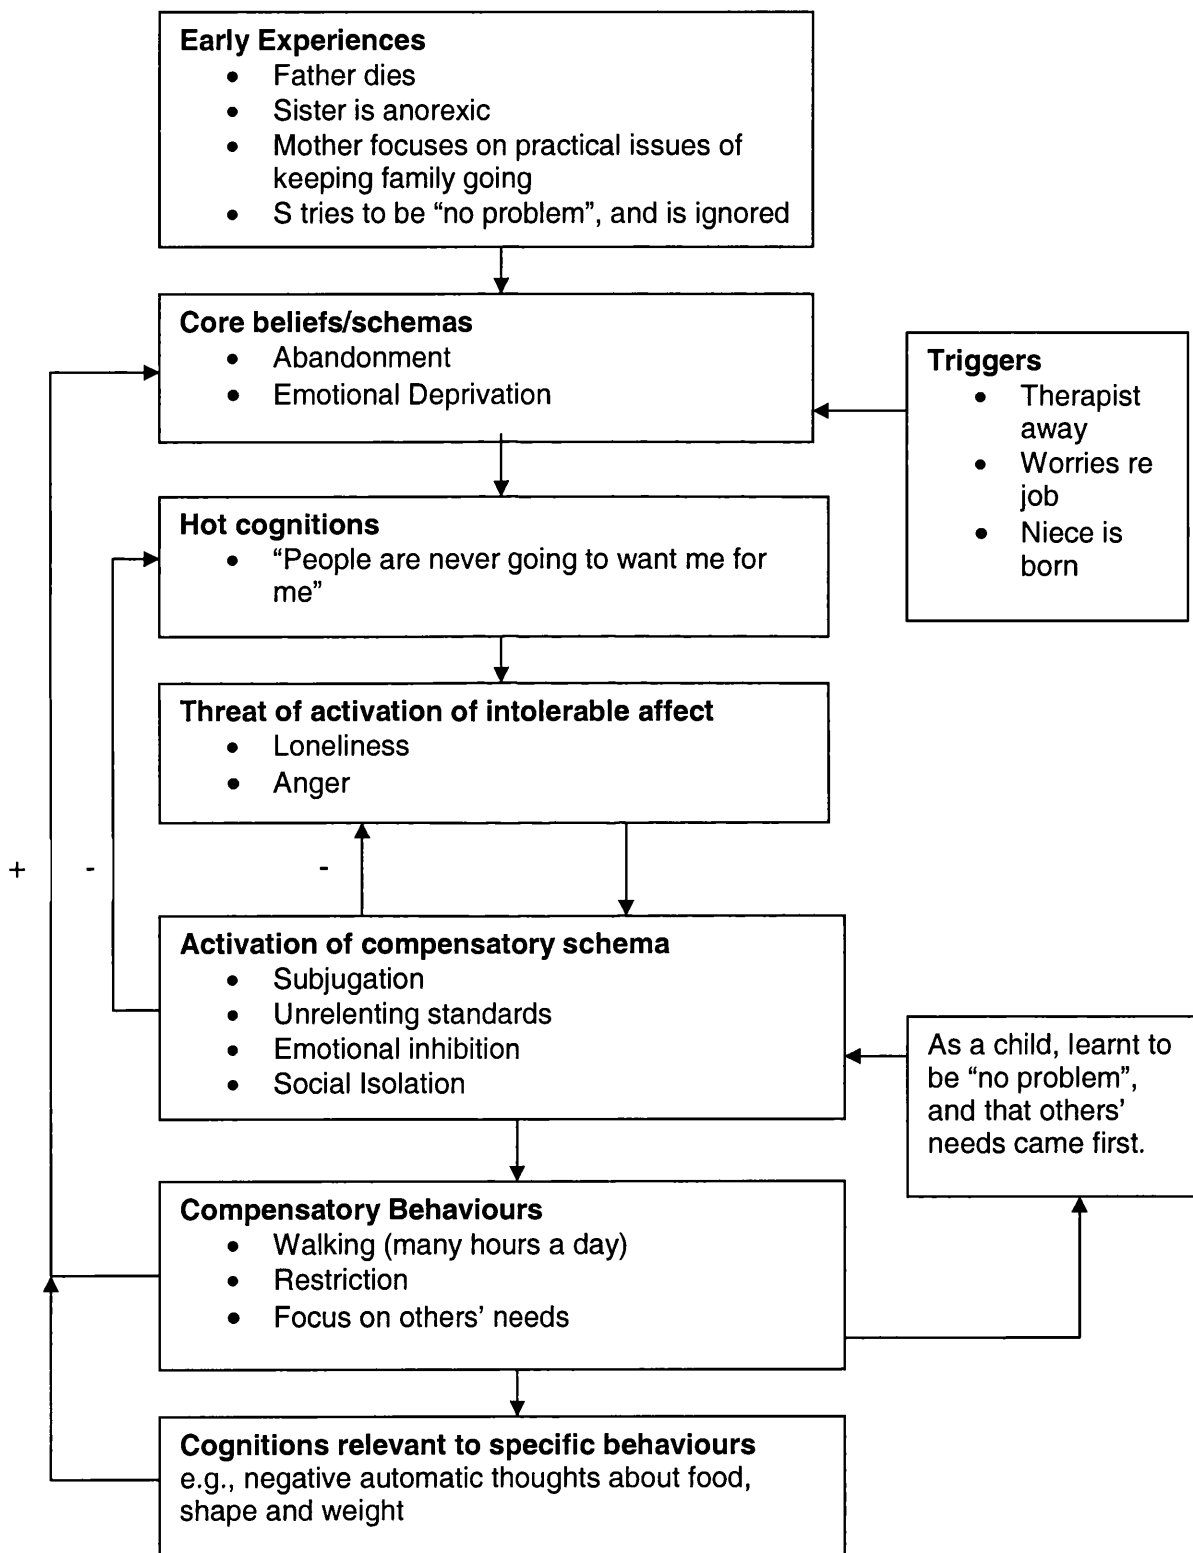 Early Experiences
• Father dies
• Sister is anorexic
• Mother focuses on practical issues of
keeping family going
• S tries to be “no problem”, and is ignored
Core beliefs/schemas
• Abandonment
• Emotional Deprivation
Triggers
• Therapist
away
• Worries re
job
• Niece is
born
Hot cognitions
• “People are never going to want me for
me”
Threat of activation of intolerable affect
• Loneliness
• Anger
+
-
-
Activation of compensatory schema
• Subjugation
• Unrelenting standards
• Emotional inhibition
• Social Isolation
As a child, learnt to
be “no problem”,
and that others’
needs came first.
Compensatory Behaviours
• Walking (many hours a day)
• Restriction
• Focus on others’ needs
Cognitions relevant to specific behaviours
e.g., negative automatic thoughts about food,
shape and weight